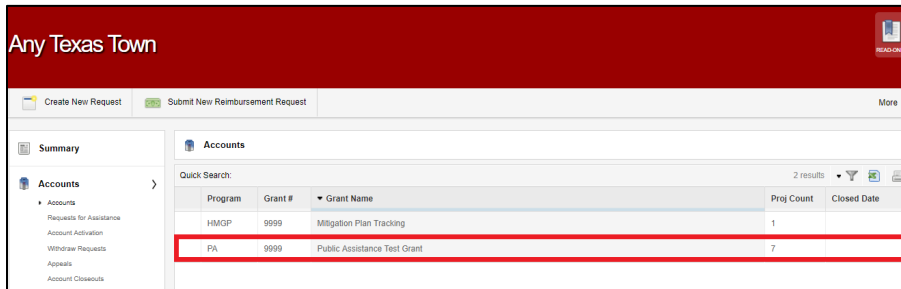 Any Texas Town
READ-ON
Create New Request Submit New Reimbursement Request More
Summary
Accounts
Accounts
Accounts
Requests for Assistance
Account Activation
Withdraw Requests
Appeals
Account Closeouts
Quick Search: 2 results
Program Grant # Grant Name Proj Count Closed Date
HMGP 9999 Mitigation Plan Tracking 1
PA 9999 Public Assistance Test Grant 7